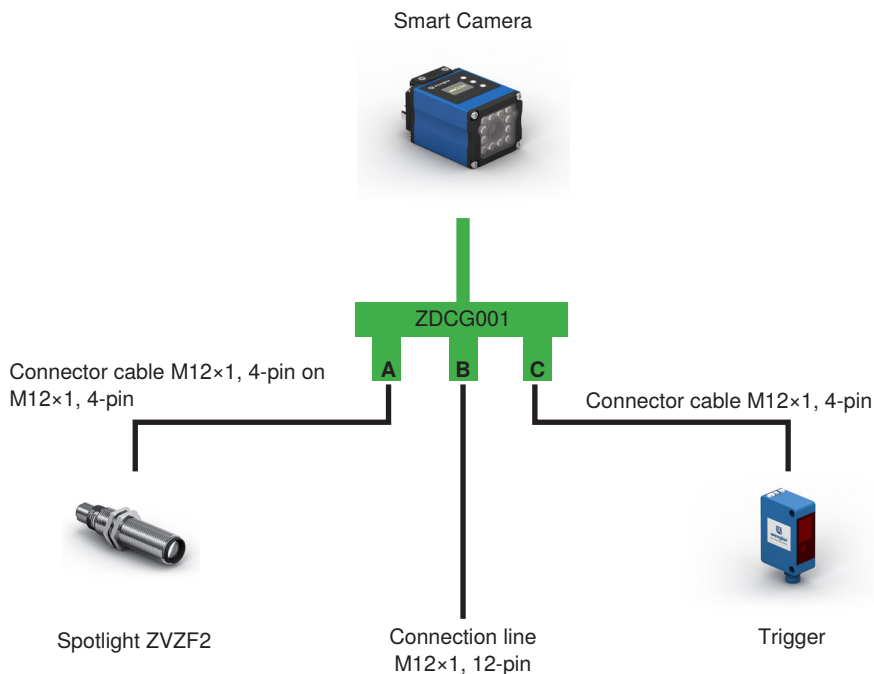 Smart Camera
ZDCG001
A B C
Connector cable M12×1, 4-pin on
M12×1, 4-pin
Connector cable M12×1, 4-pin
wenglor
Spotlight ZVZF2
Connection line
M12×1, 12-pin
Trigger